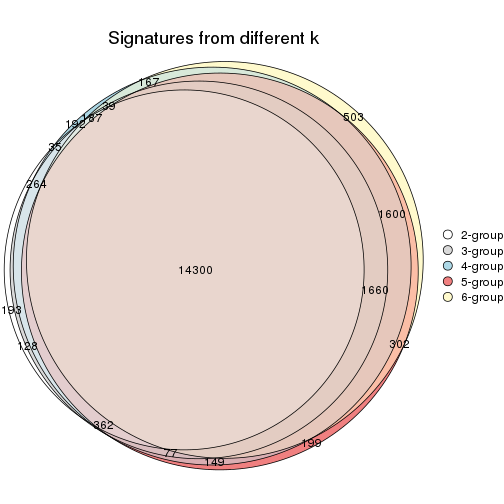 Signatures from different k
167
39
187
192
503
35
264
1600
2-group
3-group
4-group
14300
5-group
1660
6-group
193
302
128
362
199
77
149